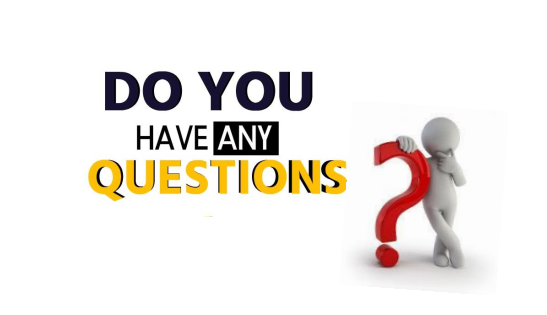 DO YOU
HAVE ANY
QUESTIONS
?